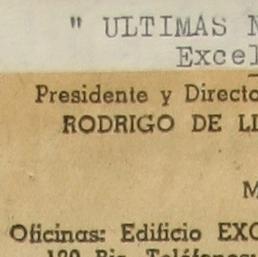 " ULTIMAS
Excel
Presidente y Directo
RODRIGO DE
Oficinas: Edificio EXC